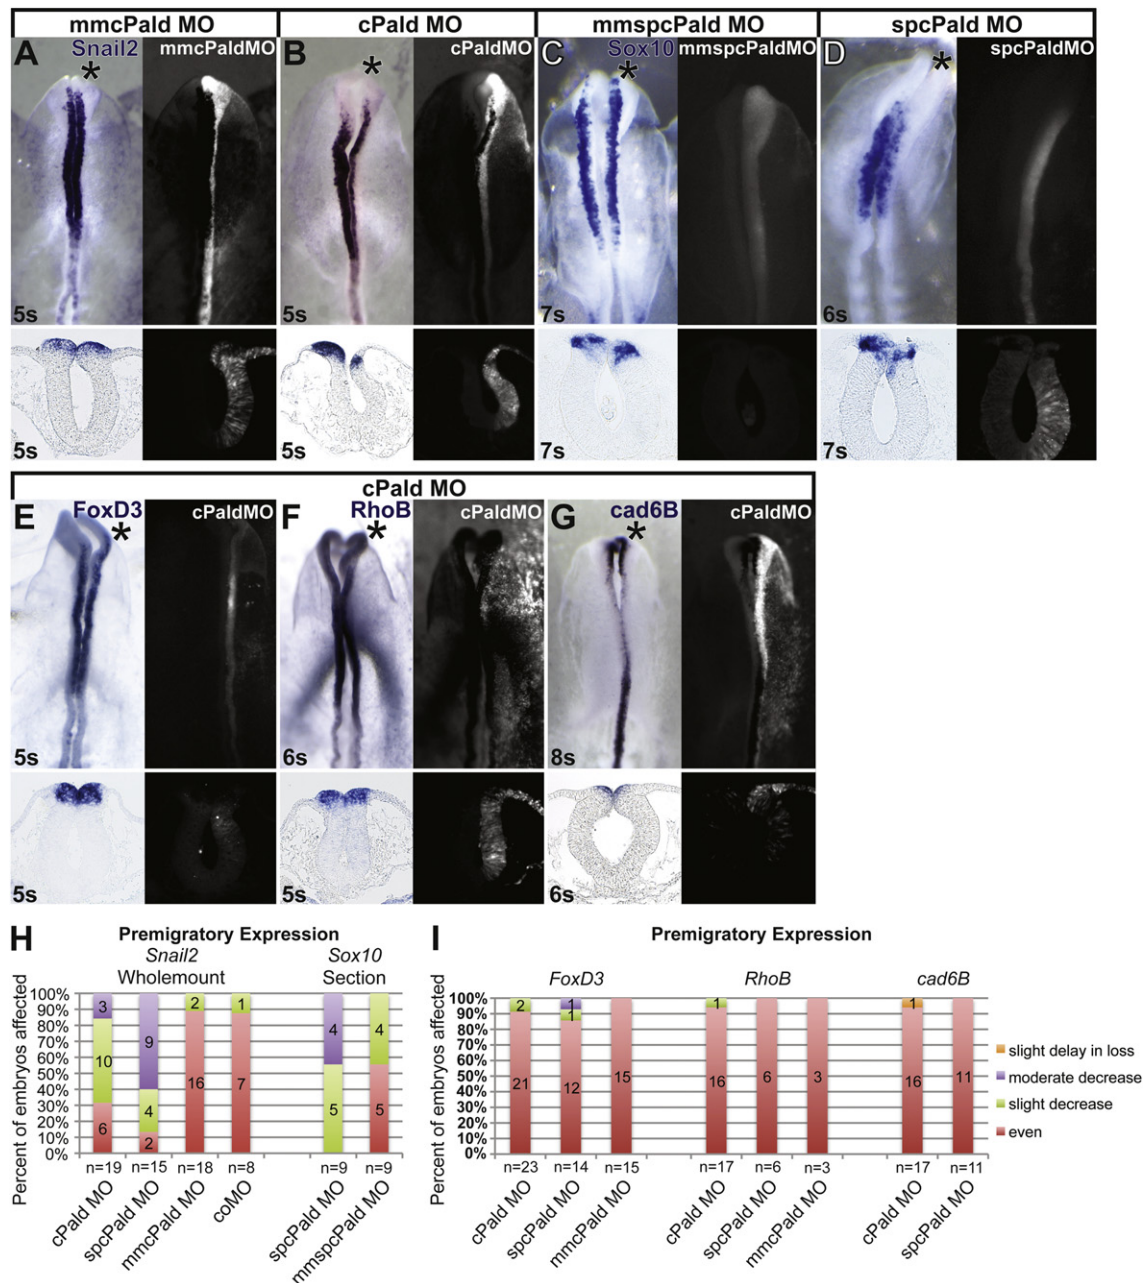 mmcPald MO cPald MO mmspcPald MO spcPald MO
A Snail2 * mmcPaldMO B * cPaldMO C Sox10 * mmspcPaldMO D * spcPaldMO
5s 5s 7s 6s
5s 5s 7s 7s
cPald MO
E FoxD3 * cPaldMO F RhoB * cPaldMO G cad6B * cPaldMO
5s 6s 8s
5s 5s 6s
H
Premigratory Expression
Snail2 Sox10
Wholemount Section
Percent of embryos affected
100%
90%
80%
70%
60%
50%
40%
30%
20%
10%
0%
3 10 6
9 4 2
2 16
1 7
4 5
4 5
n=19 n=15 n=18 n=8 n=9 n=9
cPald MO spcPald MO mmcPald MO coMO spcPald MO mmspcPald MO
I
Premigratory Expression
FoxD3 RhoB cad6B
Percent of embryos affected
100%
90%
80%
70%
60%
50%
40%
30%
20%
10%
0%
2 21
1 1 12
15
1 16
6
3
1 16
11
n=23 n=14 n=15 n=17 n=6 n=3 n=17 n=11
cPald MO spcPald MO mmcPald MO cPald MO spcPald MO mmcPald MO cPald MO spcPald MO
slight delay in loss
moderate decrease
slight decrease
even